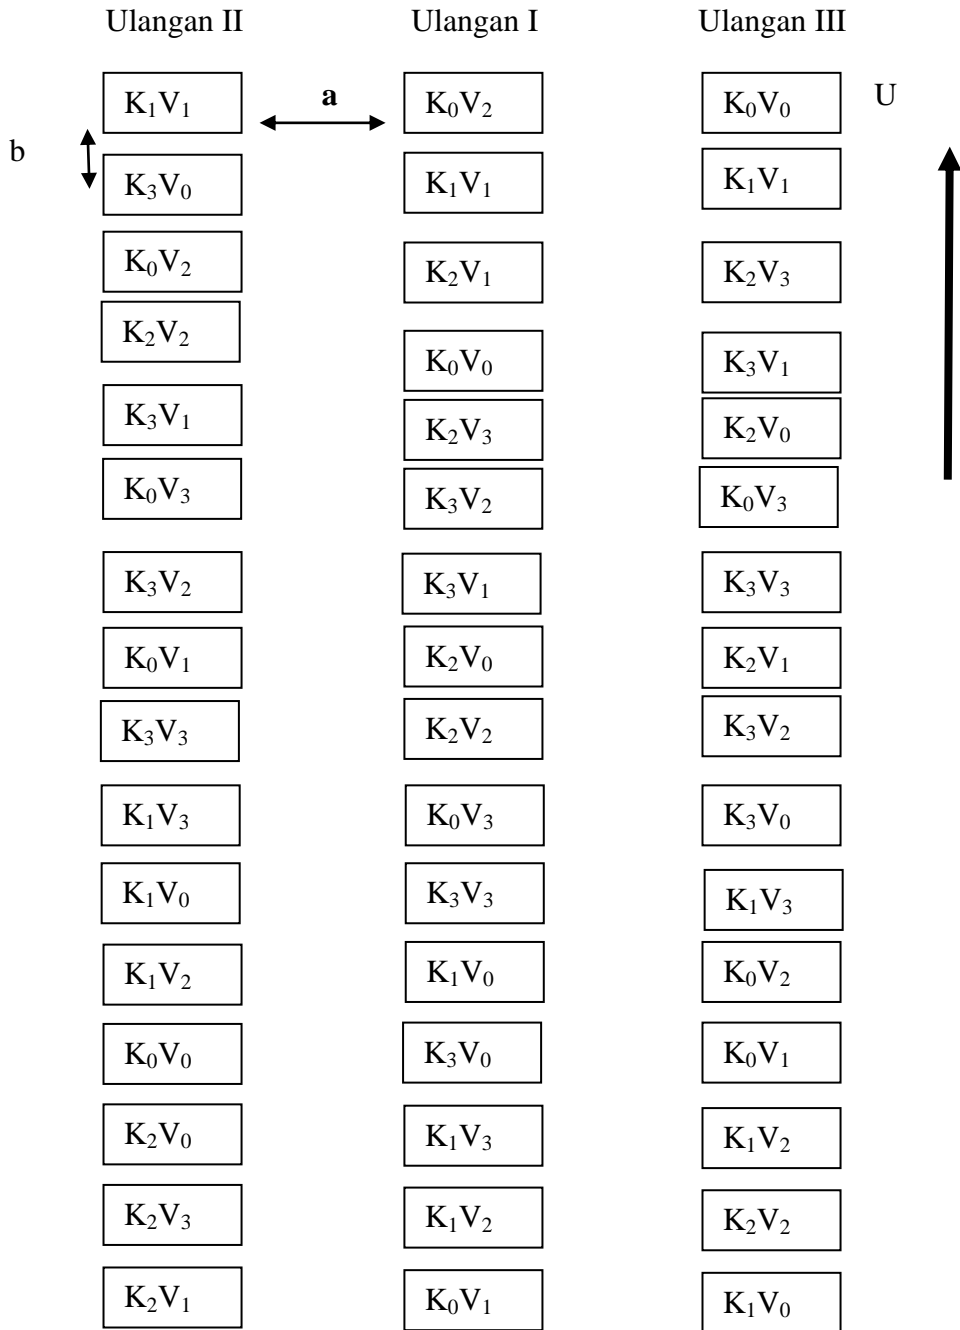 Ulangan II Ulangan I Ulangan III
K₁V₁ a K₀V₂ K₀V₀ U
b
K₃V₀ K₁V₁ K₁V₁
K₀V₂ K₂V₁ K₂V₃
K₂V₂ K₀V₀ K₃V₁
K₃V₁ K₂V₃ K₂V₀
K₀V₃ K₃V₂ K₀V₃
K₃V₂ K₃V₁ K₃V₃
K₀V₁ K₂V₀ K₂V₁
K₃V₃ K₂V₂ K₃V₂
K₁V₃ K₀V₃ K₃V₀
K₁V₀ K₃V₃ K₁V₃
K₁V₂ K₁V₀ K₀V₂
K₀V₀ K₃V₀ K₀V₁
K₂V₀ K₁V₃ K₁V₂
K₂V₃ K₁V₂ K₂V₂
K₂V₁ K₀V₁ K₁V₀